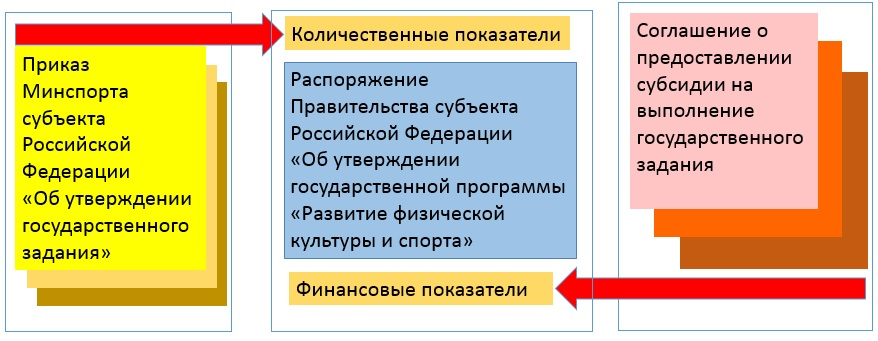 Приказ
Минспорта
субъекта
Российской
Федерации
«Об утверждении
государственного
задания»
Количественные показатели
Распоряжение
Правительства субъекта
Российской Федерации
«Об утверждении
государственной программы
«Развитие физической
культуры и спорта»
Финансовые показатели
Соглашение о
предоставлении
субсидии на
выполнение
государственного
задания